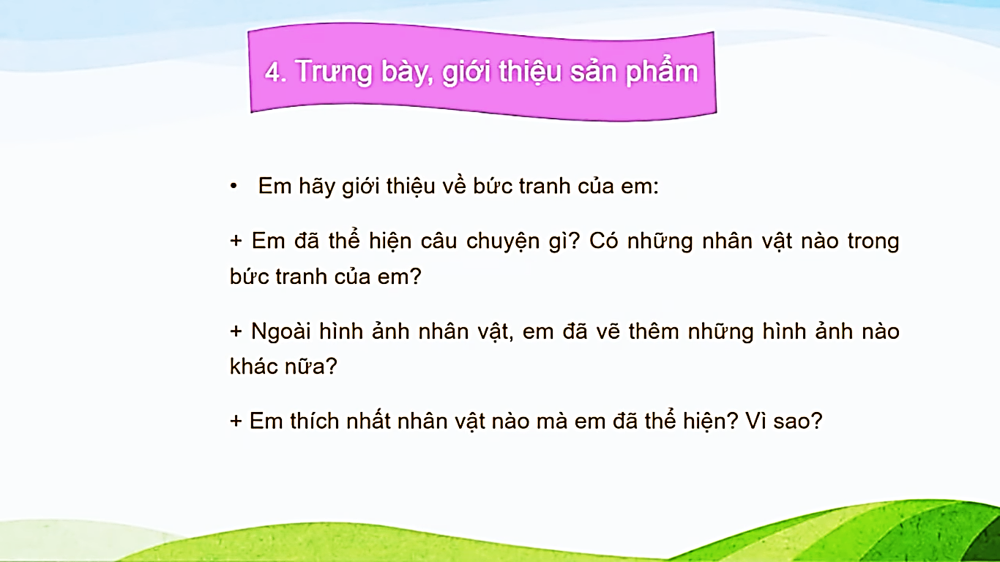 4. Trưng bày, giới thiệu sản phẩm
• Em hãy giới thiệu về bức tranh của em:
+ Em đã thể hiện câu chuyện gì? Có những nhân vật nào trong
bức tranh của em?
+ Ngoài hình ảnh nhân vật, em đã vẽ thêm những hình ảnh nào
khác nữa?
+ Em thích nhất nhân vật nào mà em đã thể hiện? Vì sao?